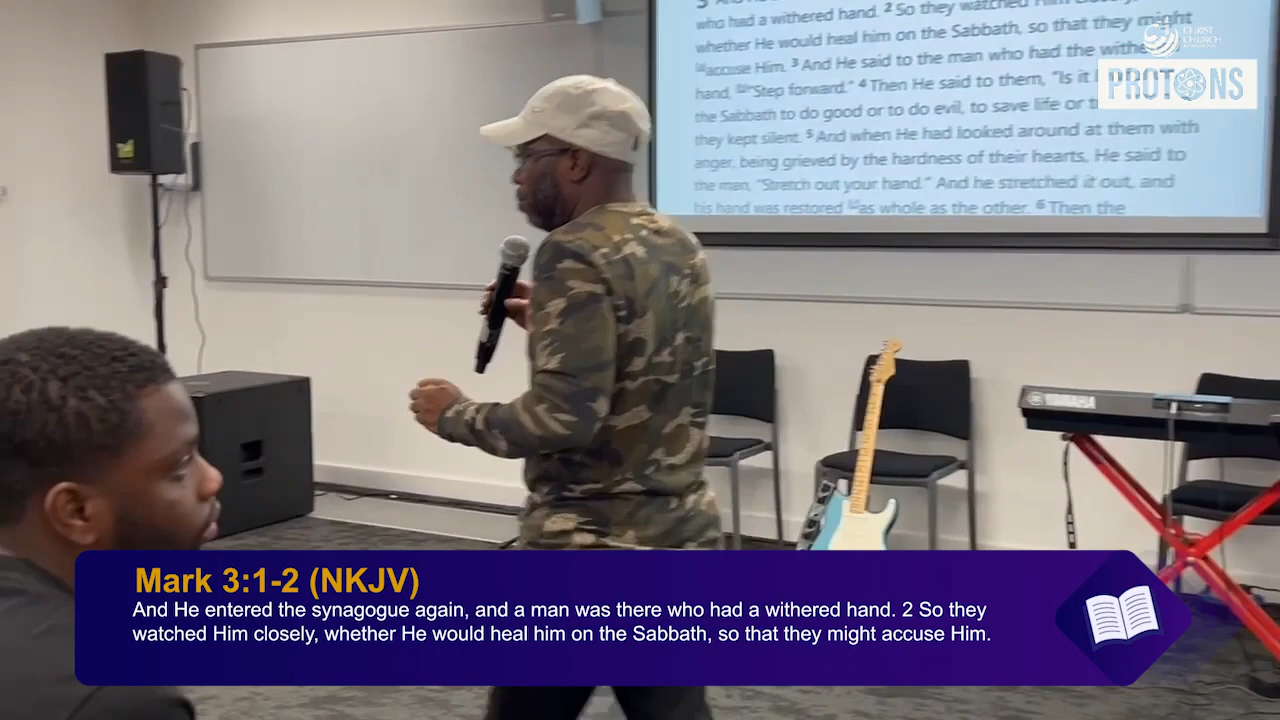 who had a withered hand. 2 So they watched Him closely,
whether He would heal him on the Sabbath, so that they might
accuse Him. 3 And He said to the man who had the
hand, "Step forward." 4 Then He said to them, "Is it
the Sabbath to do good or to do evil, to save life or
they kept silent. 5 And when He had looked around at them with
anger, being grieved by the hardness of their hearts, He said to
the man, "Stretch out your hand." And he stretched it out, and
his hand was restored as whole as the other. 6 Then the
CHRIST
CHURCH
PROTONS
YAMAHA
Mark 3:1-2 (NKJV)
And He entered the synagogue again, and a man was there who had a withered hand. 2 So they
watched Him closely, whether He would heal him on the Sabbath, so that they might accuse Him.